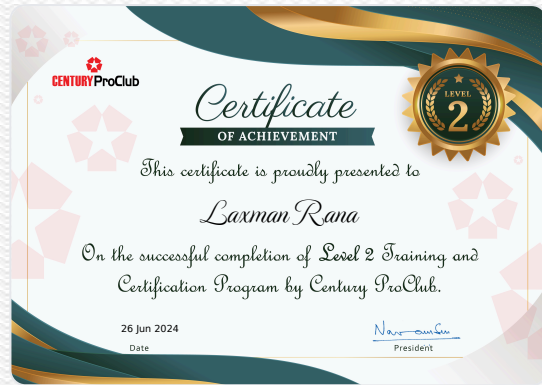 CENTURY ProClub
LEVEL
2
Certificate
OF ACHIEVEMENT
This certificate is proudly presented to
Laxman Rana
On the successful completion of Level 2 Training and
Certification Program by Century ProClub.
26 Jun 2024
Date
President